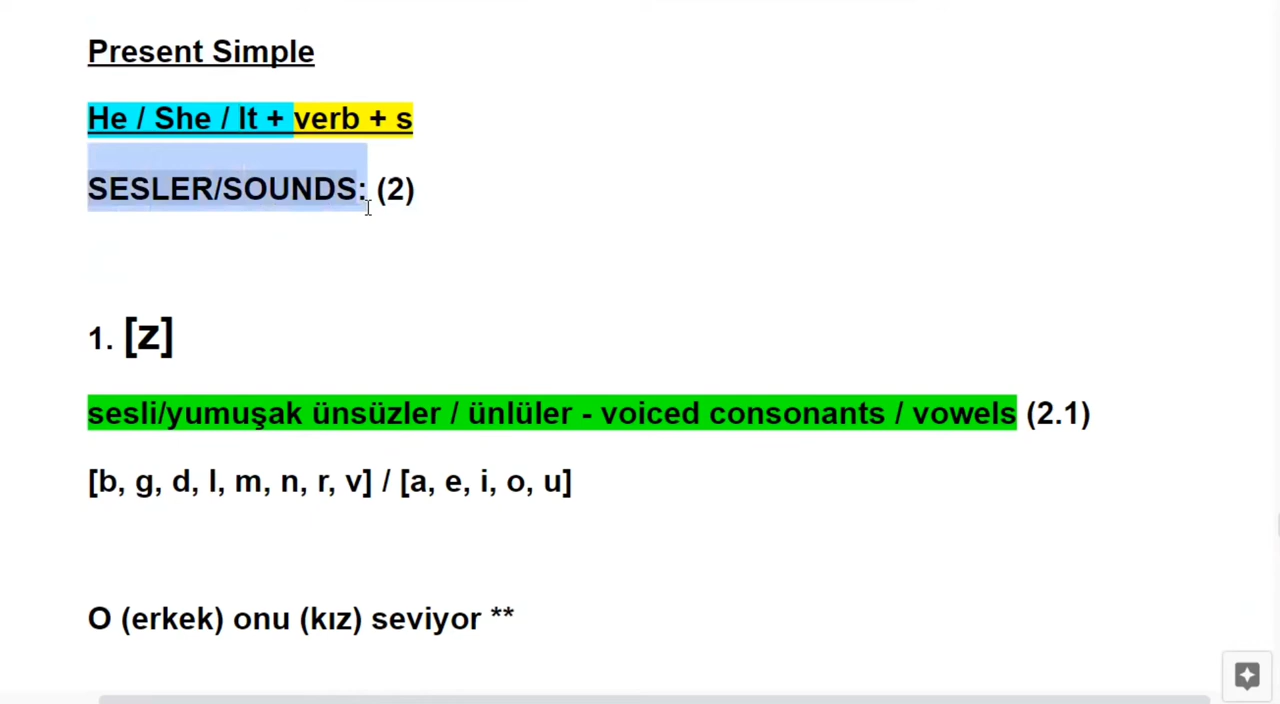 Present Simple
He / She / It + verb + s
SESLER/SOUNDS: (2)
1. [z]
sesli/yumuşak ünsüzler / ünlüler - voiced consonants / vowels (2.1)
[b, g, d, l, m, n, r, v] / [a, e, i, o, u]
O (erkek) onu (kız) seviyor **